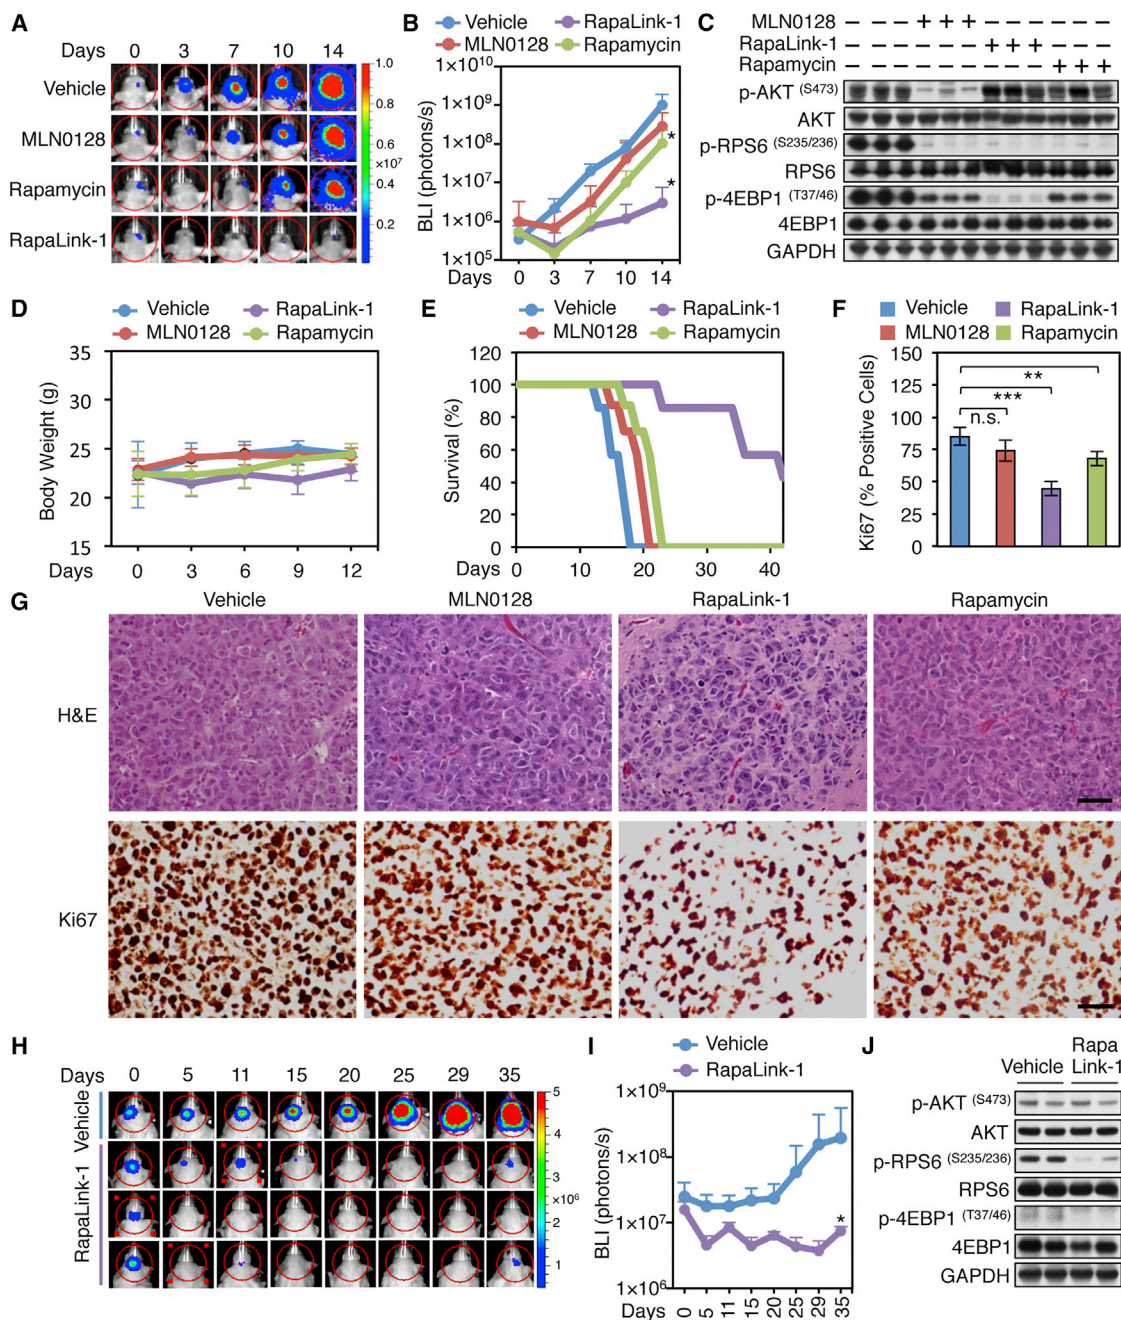 A
Days 0 3 7 10 14
Vehicle
MLN0128
Rapamycin
RapaLink-1
1.0
0.8
0.6
×10⁷
0.4
0.2
B
Vehicle RapaLink-1
MLN0128 Rapamycin
BLI (photons/s)
1×10¹⁰
1×10⁹
1×10⁸
1×10⁷
1×10⁶
1×10⁵
*
*
Days 0 3 7 10 14
C
MLN0128 – – – + + + – – – – – –
RapaLink-1 – – – – – – + + + – – –
Rapamycin – – – – – – – – – + + +
p-AKT (S473)
AKT
p-RPS6 (S235/236)
RPS6
p-4EBP1 (T37/46)
4EBP1
GAPDH
D
Vehicle RapaLink-1
MLN0128 Rapamycin
Body Weight (g)
35
30
25
20
15
Days 0 3 6 9 12
E
Vehicle RapaLink-1
MLN0128 Rapamycin
Survival (%)
120
100
80
60
40
20
0
Days 0 10 20 30 40
F
Vehicle RapaLink-1
MLN0128 Rapamycin
Ki67 (% Positive Cells)
150
125
100
75
50
25
0
**
***
n.s.
G
Vehicle MLN0128 RapaLink-1 Rapamycin
H&E
Ki67
H
Days 0 5 11 15 20 25 29 35
Vehicle
RapaLink-1
5
4
3
×10⁶
2
1
I
Vehicle
RapaLink-1
BLI (photons/s)
1×10⁹
1×10⁸
1×10⁷
1×10⁶
*
Days 0 5 11 15 20 25 29 35
J
Vehicle Rapa
Link-1
p-AKT (S473)
AKT
p-RPS6 (S235/236)
RPS6
p-4EBP1 (T37/46)
4EBP1
GAPDH